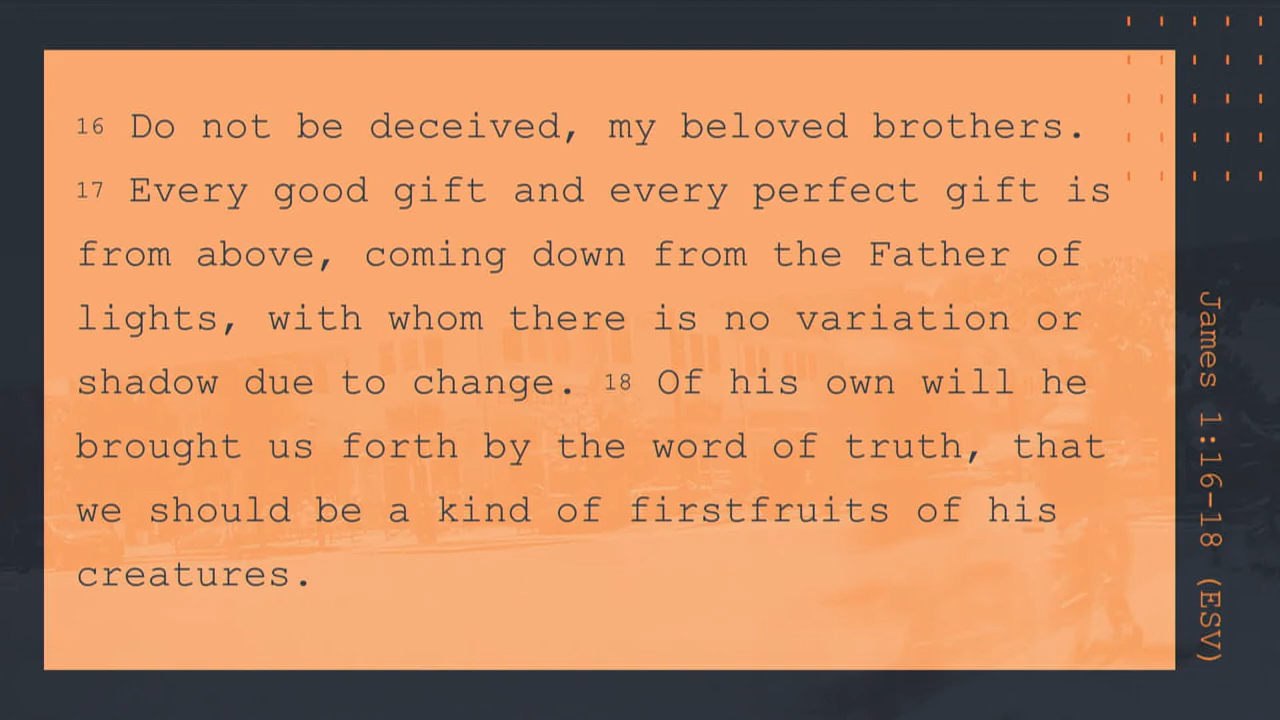 16 Do not be deceived, my beloved brothers.
17 Every good gift and every perfect gift is
from above, coming down from the Father of
lights, with whom there is no variation or
shadow due to change. 18 Of his own will he
brought us forth by the word of truth, that
we should be a kind of firstfruits of his
creatures.
James 1:16-18 (ESV)